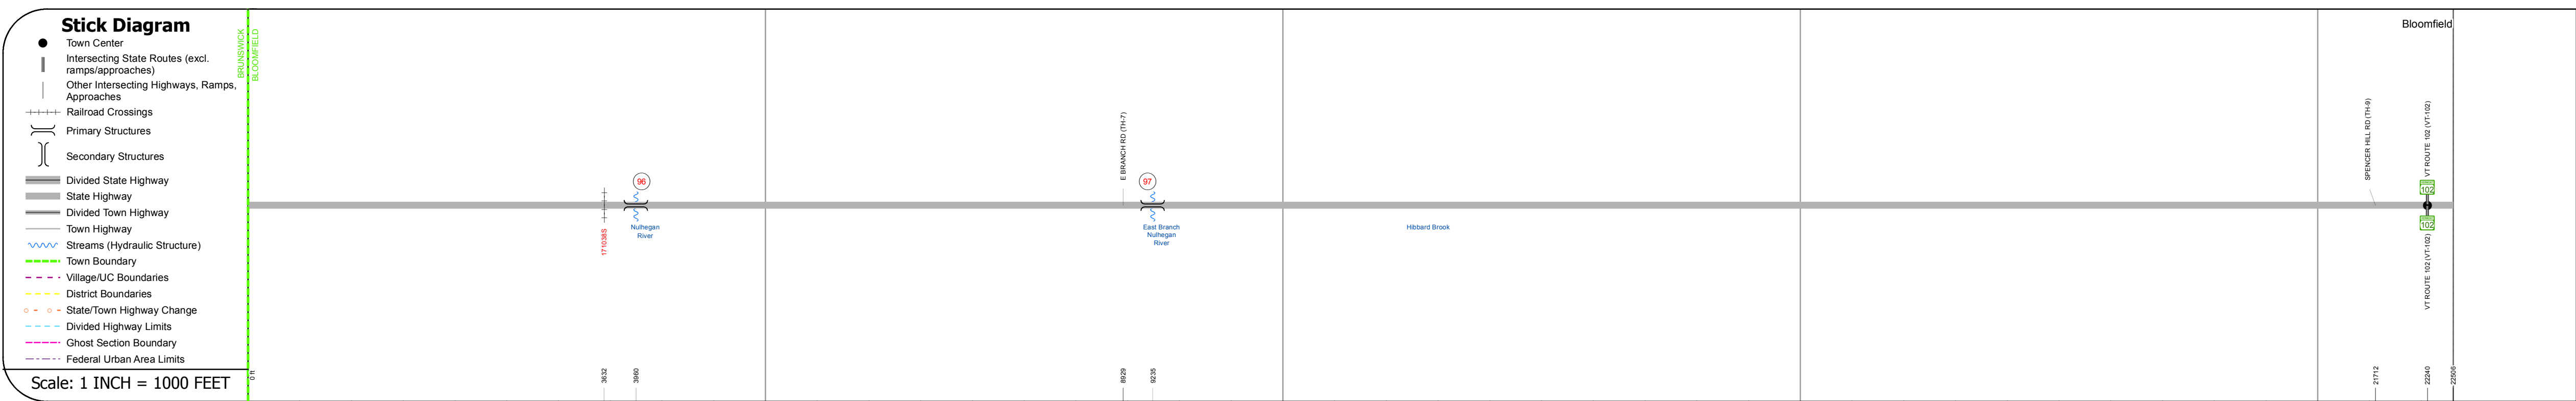 Stick Diagram
Town Center
Intersecting State Routes (excl.
ramps/approaches)
Other Intersecting Highways, Ramps,
Approaches
Railroad Crossings
Primary Structures
Secondary Structures
Divided State Highway
State Highway
Divided Town Highway
Town Highway
Streams (Hydraulic Structure)
Town Boundary
Village/UC Boundaries
District Boundaries
State/Town Highway Change
Divided Highway Limits
Ghost Section Boundary
Federal Urban Area Limits
Scale: 1 INCH = 1000 FEET
BRUNSWICK
BLOOMFIELD
0 ft
171038S
3632
96
Nulhegan
River
3960
E BRANCH RD (TH-7)
8929
97
East Branch
Nulhegan
River
9235
Hibbard Brook
SPENCER HILL RD (TH-9)
21712
Bloomfield
VT ROUTE 102 (VT-102)
102
102
VT ROUTE 102 (VT-102)
22240
22506